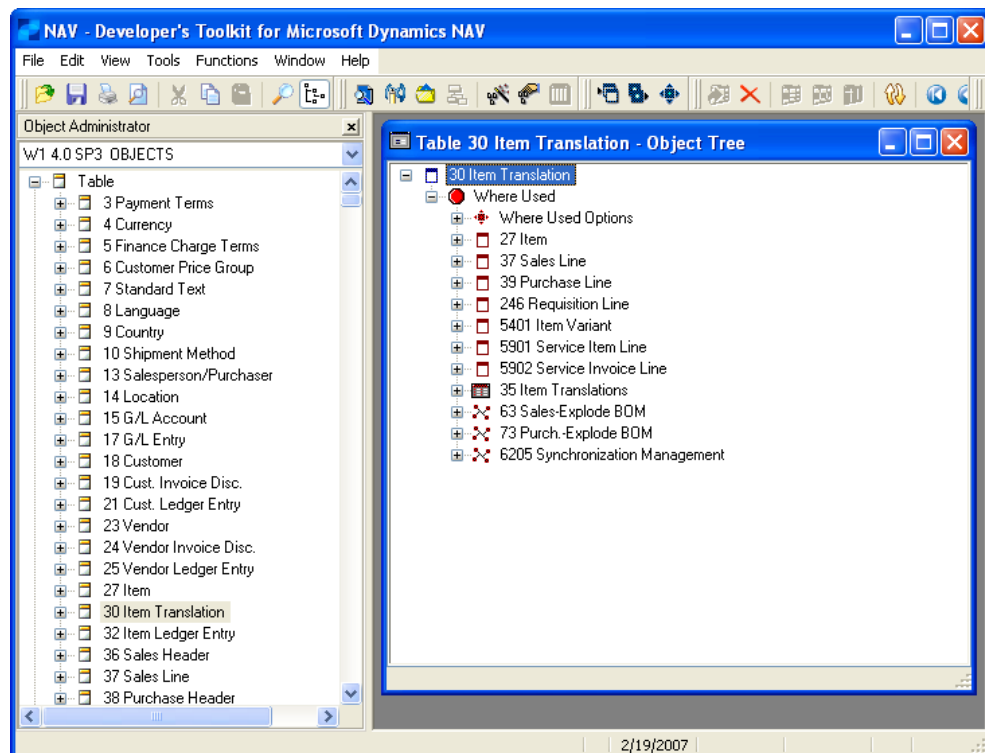 NAV - Developer's Toolkit for Microsoft Dynamics NAV
File Edit View Tools Functions Window Help
Object Administrator
W1 4.0 SP3 OBJECTS
Table
3 Payment Terms
4 Currency
5 Finance Charge Terms
6 Customer Price Group
7 Standard Text
8 Language
9 Country
10 Shipment Method
13 Salesperson/Purchaser
14 Location
15 G/L Account
17 G/L Entry
18 Customer
19 Cust. Invoice Disc.
21 Cust. Ledger Entry
23 Vendor
24 Vendor Invoice Disc.
25 Vendor Ledger Entry
27 Item
30 Item Translation
32 Item Ledger Entry
36 Sales Header
37 Sales Line
38 Purchase Header
Table 30 Item Translation - Object Tree
30 Item Translation
Where Used
Where Used Options
27 Item
37 Sales Line
39 Purchase Line
246 Requisition Line
5401 Item Variant
5901 Service Item Line
5902 Service Invoice Line
35 Item Translations
63 Sales-Explode BOM
73 Purch.-Explode BOM
6205 Synchronization Management
2/19/2007